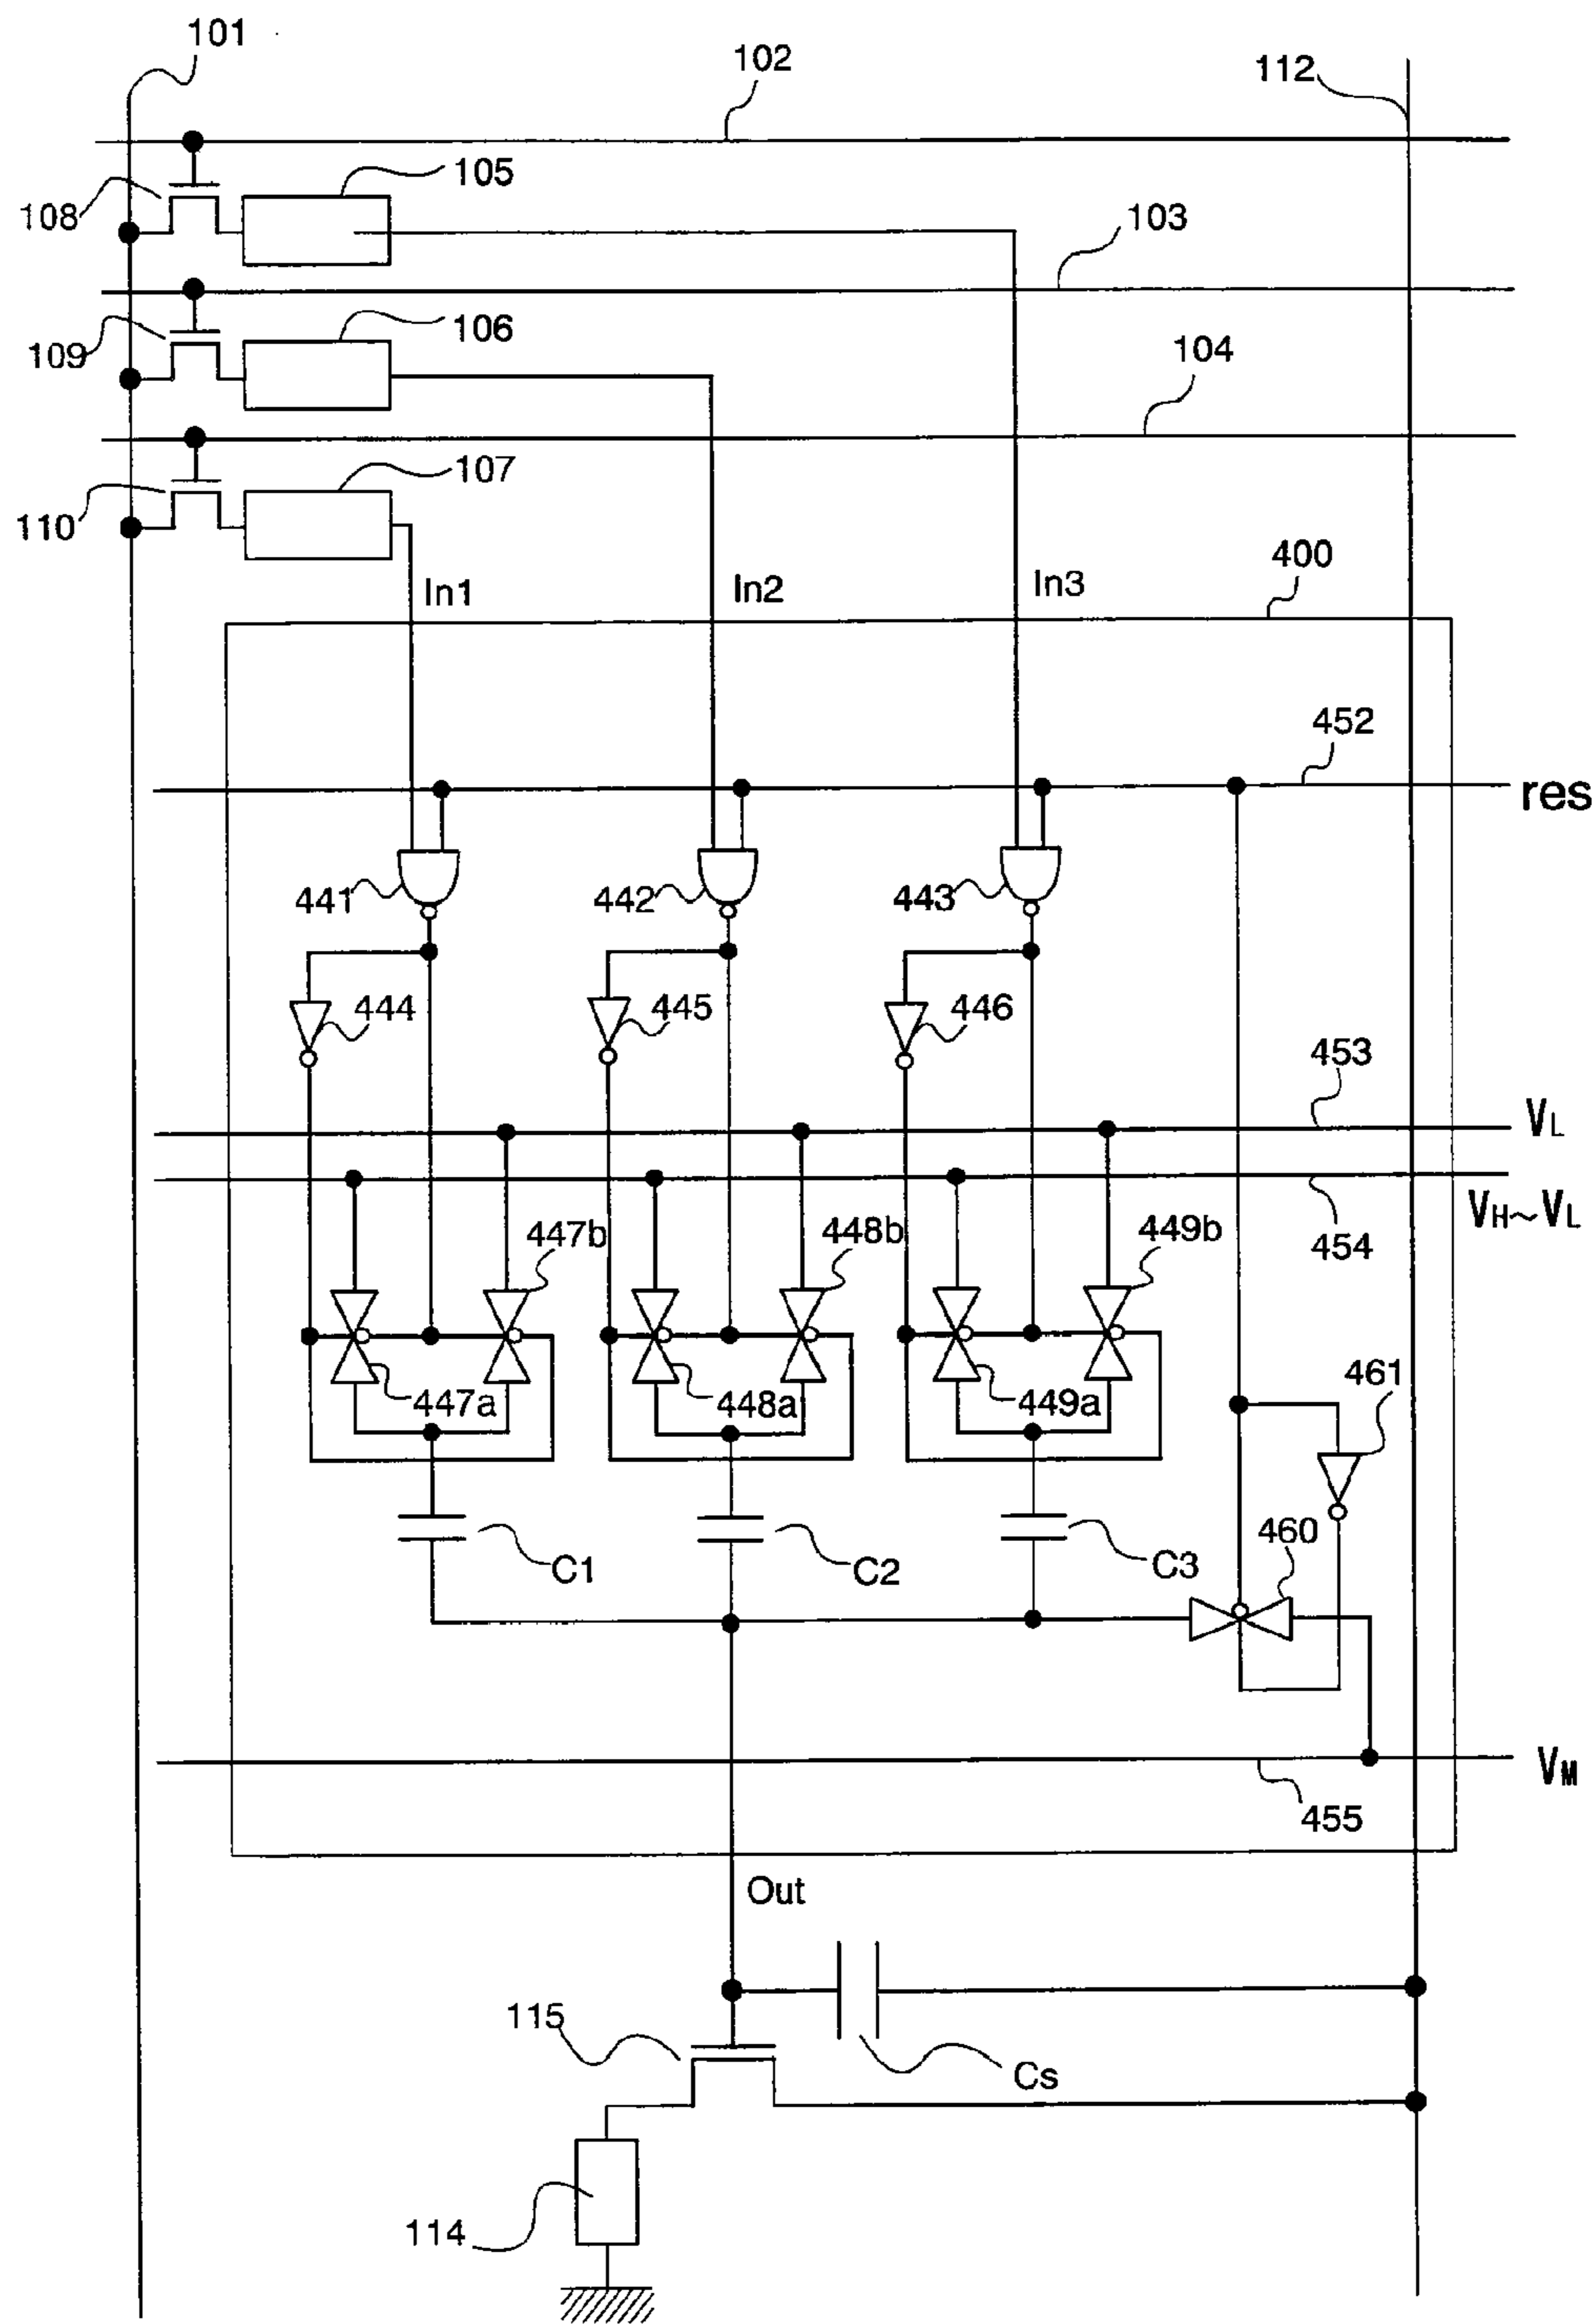 101
102
112
105
108
103
106
109
104
107
110
400
In1
In2
In3
452
res
441
442
443
444
445
446
453
VL
VH~VL
454
447b
448b
449b
447a
448a
449a
461
460
C1
C2
C3
VM
455
Out
115
Cs
114